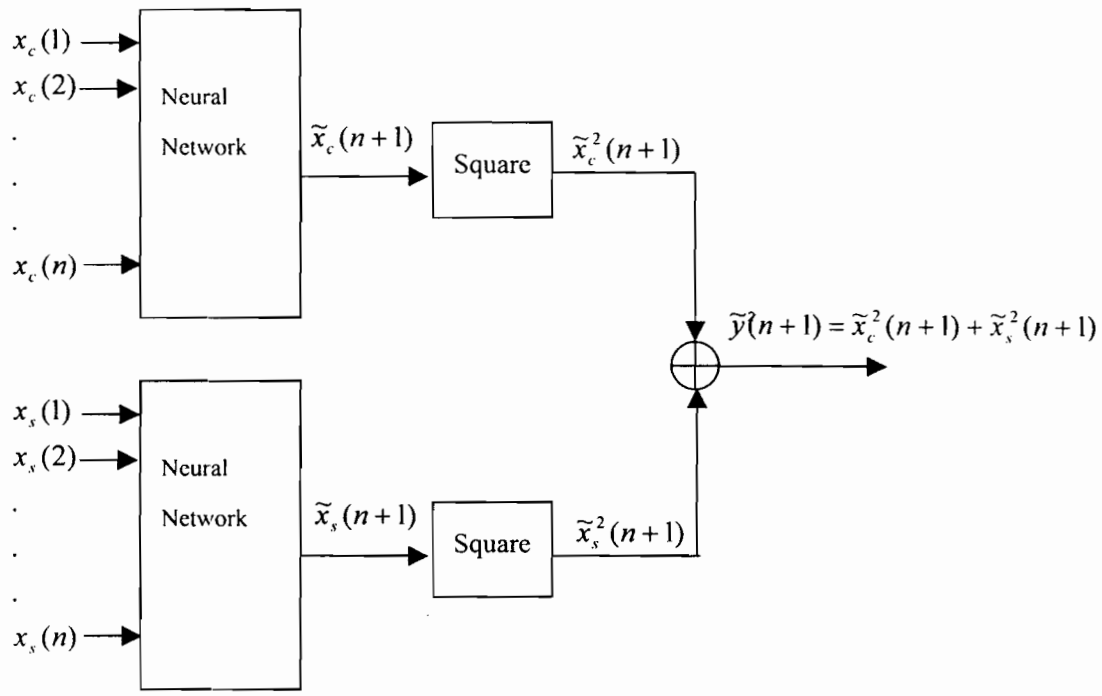 x_c(1)
x_c(2)
.
.
.
x_c(n)
Neural
Network
x̃_c(n+1)
Square
x̃_c^2(n+1)
ỹ^2(n+1) = x̃_c^2(n+1) + x̃_s^2(n+1)
x_s(1)
x_s(2)
.
.
.
x_s(n)
Neural
Network
x̃_s(n+1)
Square
x̃_s^2(n+1)